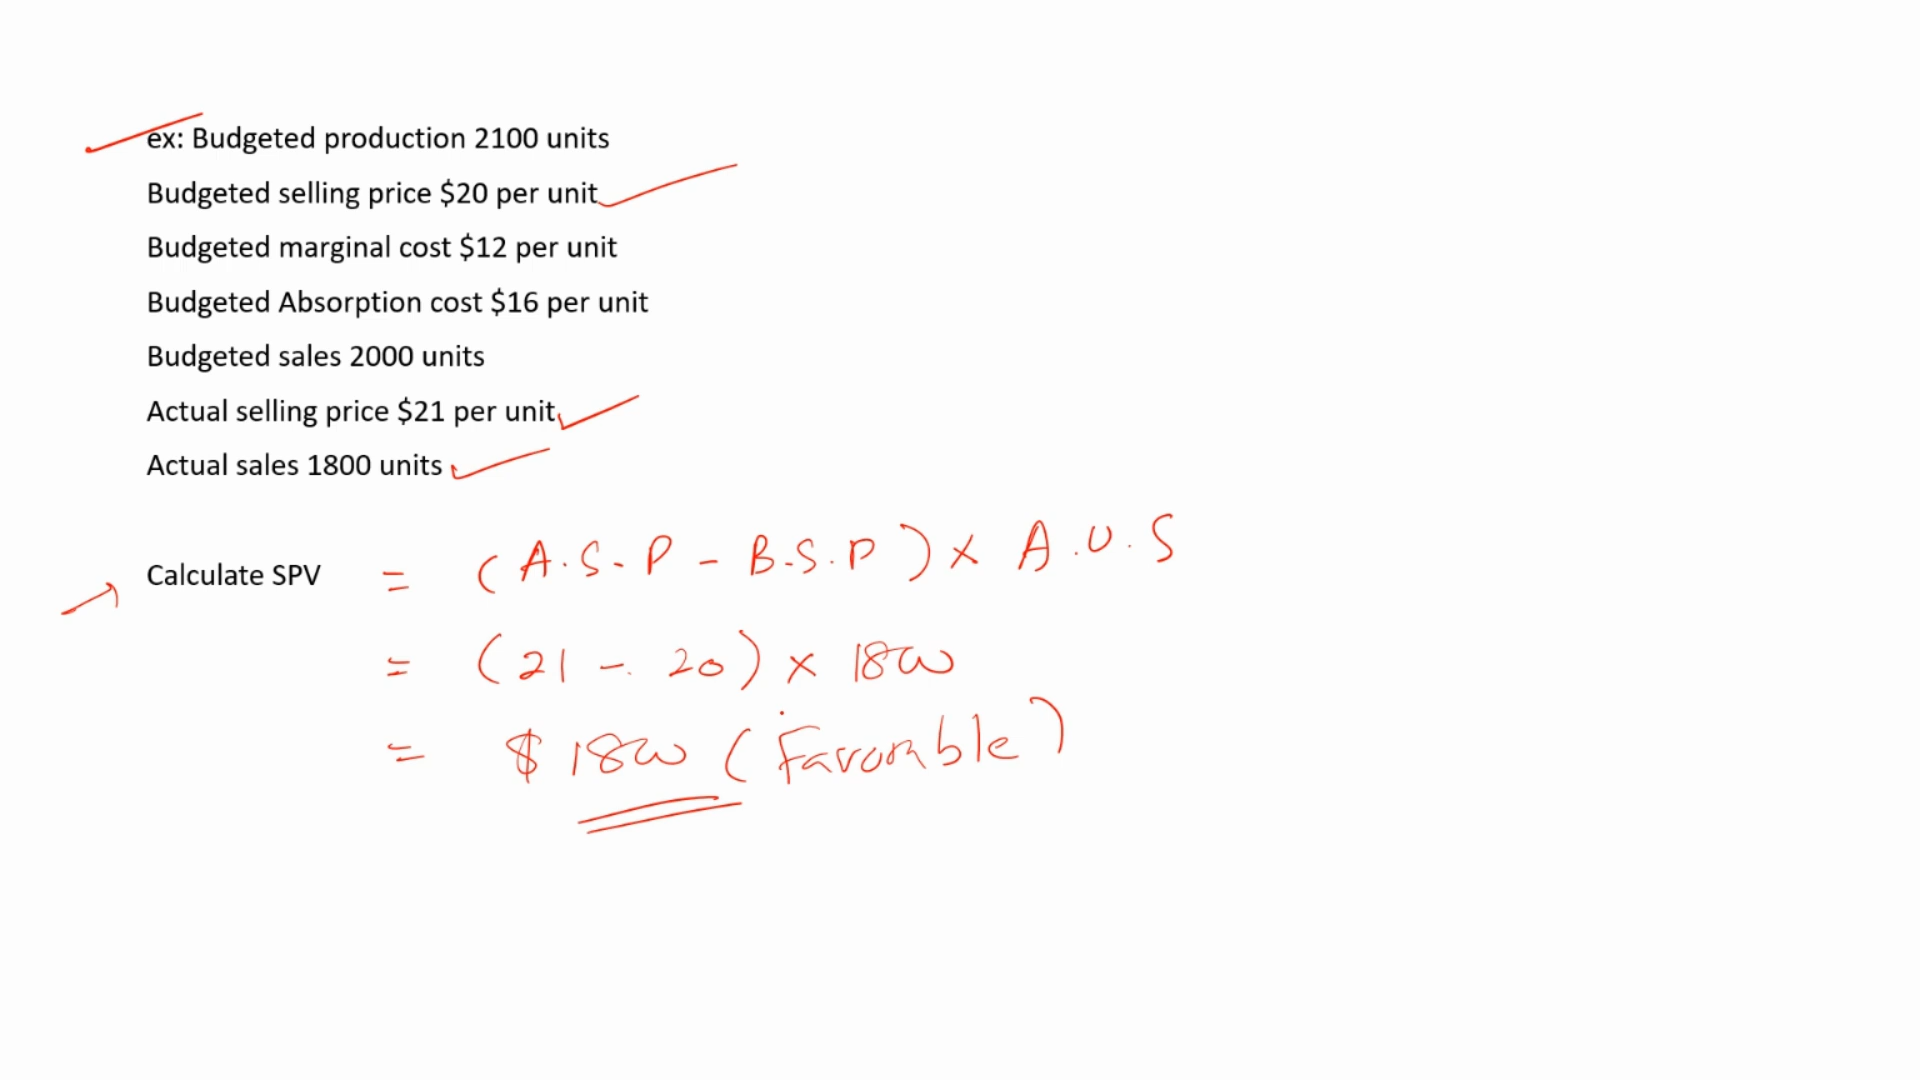 ex: Budgeted production 2100 units
Budgeted selling price $20 per unit
Budgeted marginal cost $12 per unit
Budgeted Absorption cost $16 per unit
Budgeted sales 2000 units
Actual selling price $21 per unit
Actual sales 1800 units
Calculate SPV = (A.S.P - B.S.P) x A.U.S
= (21 - 20) x 1800
= $ 1800 (Favorable)